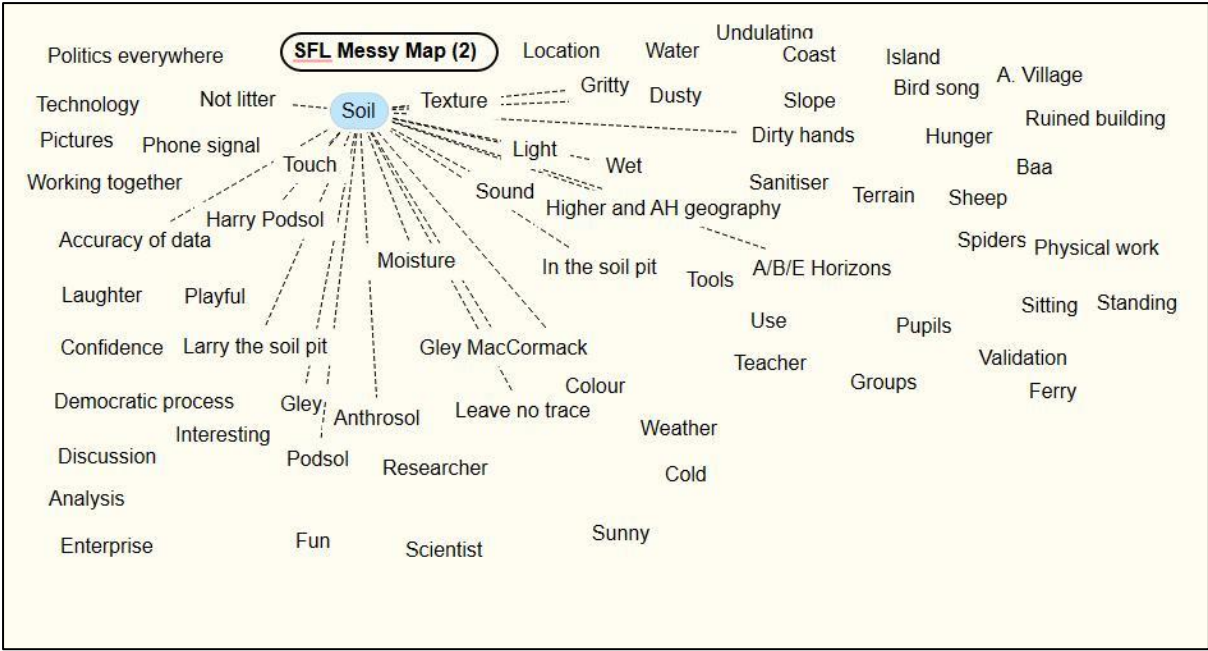 Undulating
Politics everywhere
SFL Messy Map (2)
Location
Water
Coast
Island
A. Village
Bird song
Technology
Not litter
Soil
Texture
Gritty
Dusty
Slope
Ruined building
Pictures
Phone signal
Dirty hands
Hunger
Touch
Light
Wet
Baa
Working together
Sound
Sanitiser
Terrain
Sheep
Harry Podsol
Higher and AH geography
Accuracy of data
Spiders
Physical work
Moisture
In the soil pit
Tools
A/B/E Horizons
Laughter
Playful
Sitting
Standing
Use
Pupils
Confidence
Larry the soil pit
Gley MacCormack
Teacher
Validation
Colour
Groups
Ferry
Democratic process
Gley
Anthrosol
Leave no trace
Interesting
Weather
Discussion
Podsol
Researcher
Cold
Analysis
Enterprise
Fun
Scientist
Sunny